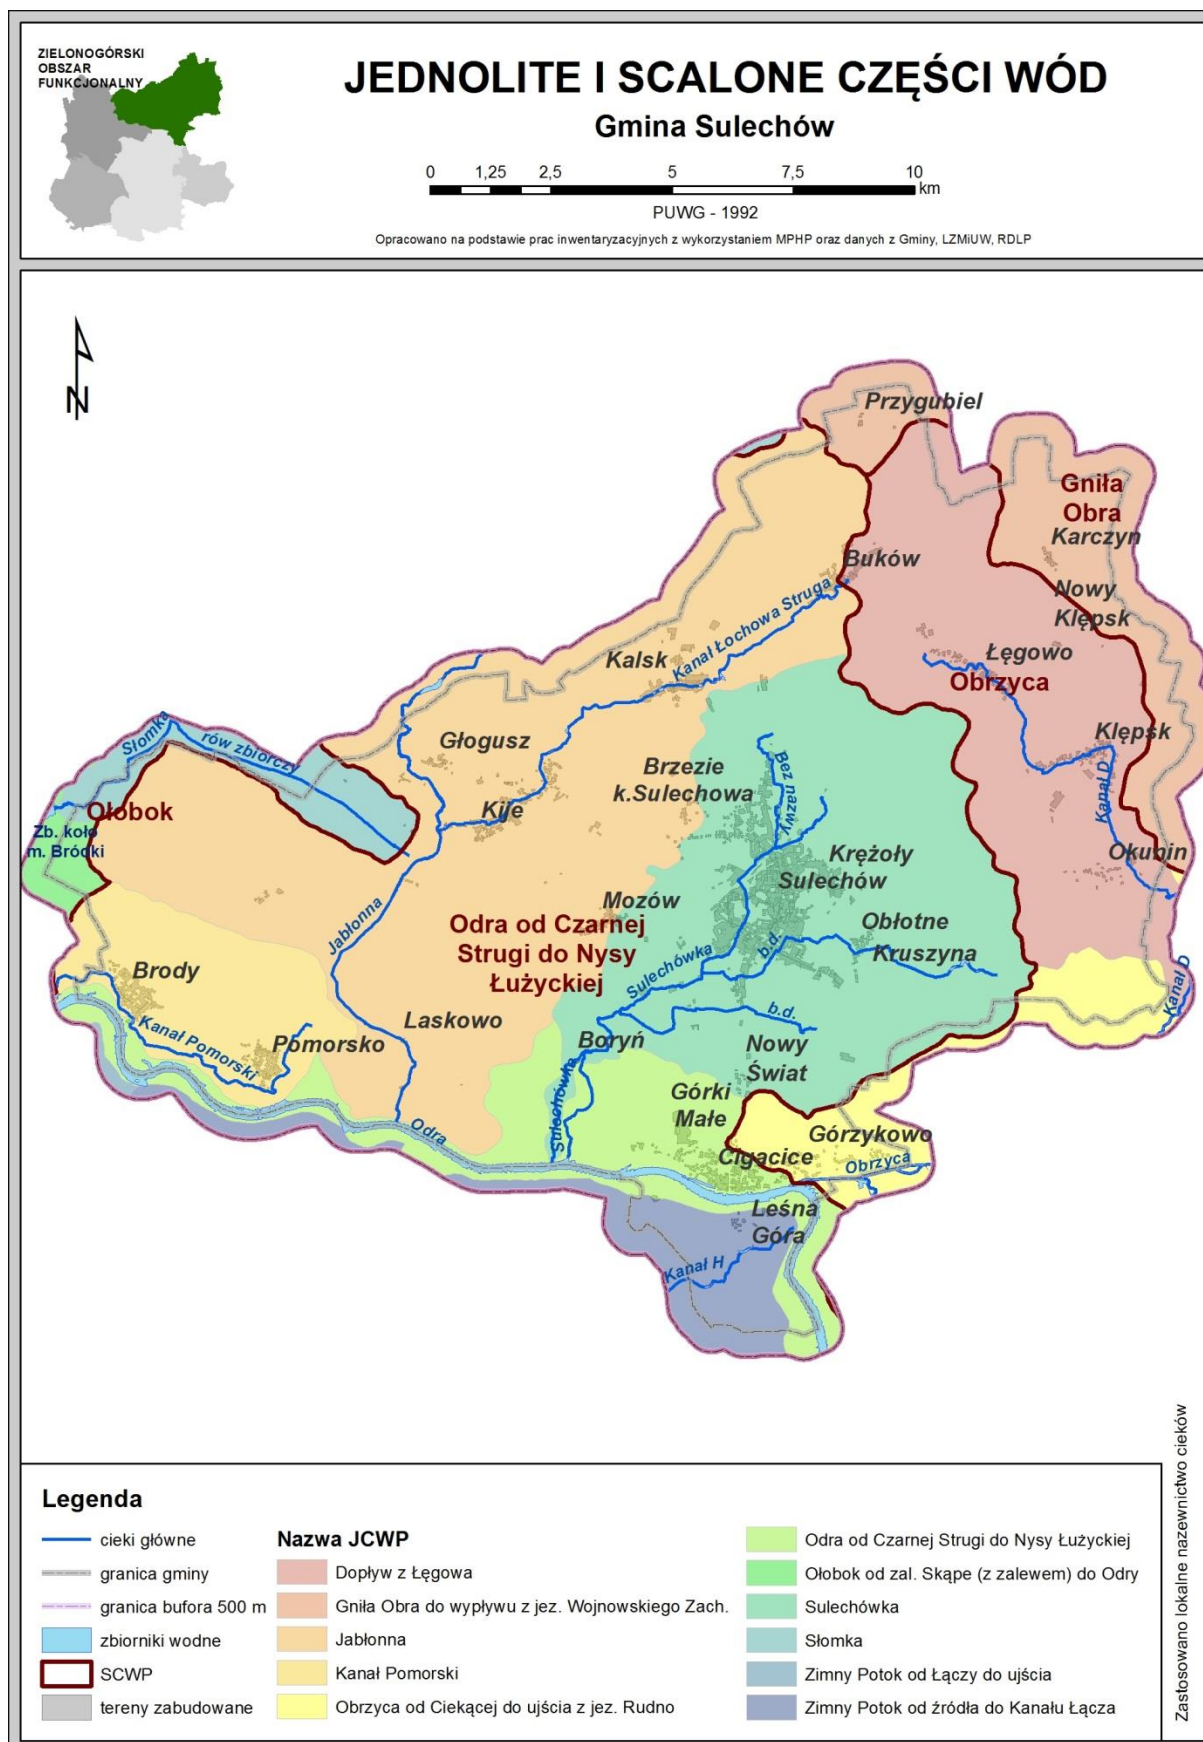 ZIELONOGÓRSKI
OBSZAR
FUNKCJONALNY
JEDNOLITE I SCALONE CZĘŚCI WÓD
Gmina Sulechów
0 1,25 2,5 5 7,5 10
km
PUWG - 1992
Opracowano na podstawie prac inwentaryzacyjnych z wykorzystaniem MPHP oraz danych z Gminy, LZMiUW, RDLP
N
Przygubiel
Gniła
Obra
Karczyn
Buków
Nowy
Klępsk
Kanał Łochowa Struga
Kalsk
Łęgowo
Obrzyca
Słomka
rów zbiorczy
Głogusz
Klępsk
Brzezie
k.Sulechowa
Bez nazwy
Kanał D
Ołobok
Kije
Zb. koło
m. Bródki
Krężoły
Sulechów
Okunin
Mozów
Jabłonna
Odra od Czarnej
Strugi do Nysy
Łużyckiej
Obłotne
Kruszyna
b.d.
Sulechówka
Brody
Kanał D
Laskowo
b.d.
Kanał Pomorski
Pomorsko
Boryń
Nowy
Świat
Sulechówka
Górki
Małe
Odra
Górzykowo
Cigacice
Obrzyca
Leśna
Góra
Kanał H
Zastosowano lokalne nazewnictwo cieków
Legenda
cieki główne
granica gminy
granica bufora 500 m
zbiorniki wodne
SCWP
tereny zabudowane
Nazwa JCWP
Dopływ z Łęgowa
Gniła Obra do wypływu z jez. Wojnowskiego Zach.
Jabłonna
Kanał Pomorski
Obrzyca od Ciekącej do ujścia z jez. Rudno
Odra od Czarnej Strugi do Nysy Łużyckiej
Ołobok od zal. Skąpe (z zalewem) do Odry
Sulechówka
Słomka
Zimny Potok od Łączy do ujścia
Zimny Potok od źródła do Kanału Łącza